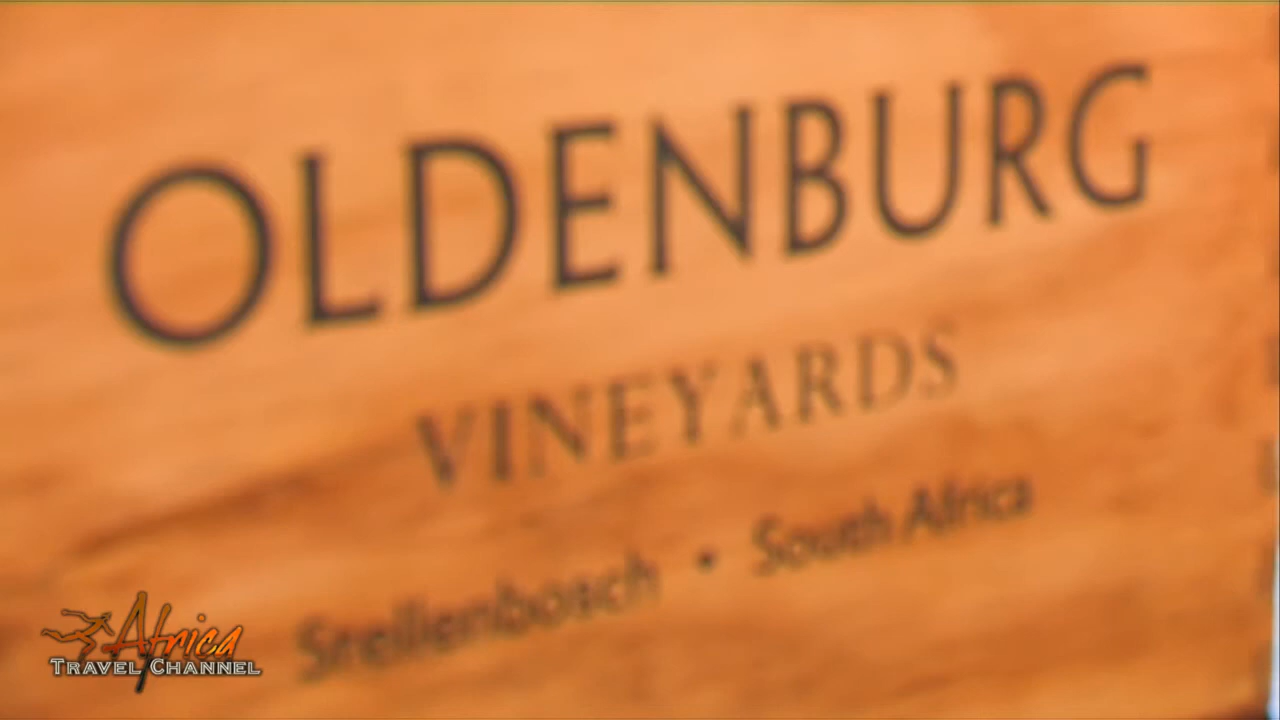 OLDENBURG
VINEYARDS
Stellenbosch • South Africa
Africa
TRAVEL CHANNEL